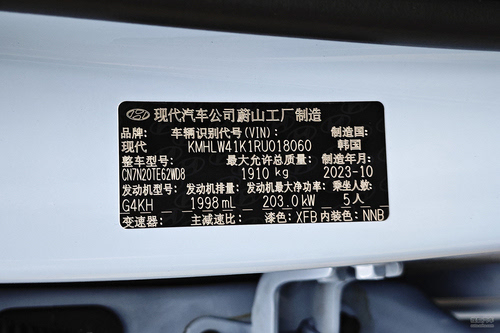 现代汽车公司蔚山工厂制造
品牌: 车辆识别代号(VIN): 制造国:
现代 KMHLW41K1RU018060 韩国
整车型号: 最大允许总质量: 制造年月:
CN7N20TE62WD8 1910 kg 2023-10
发动机型号: 发动机排量: 发动机最大净功率: 乘坐人数:
G4KH 1998 mL 203.0 kW 5人
变速器: 主减速比: 漆色: XFB 内装色: NNB